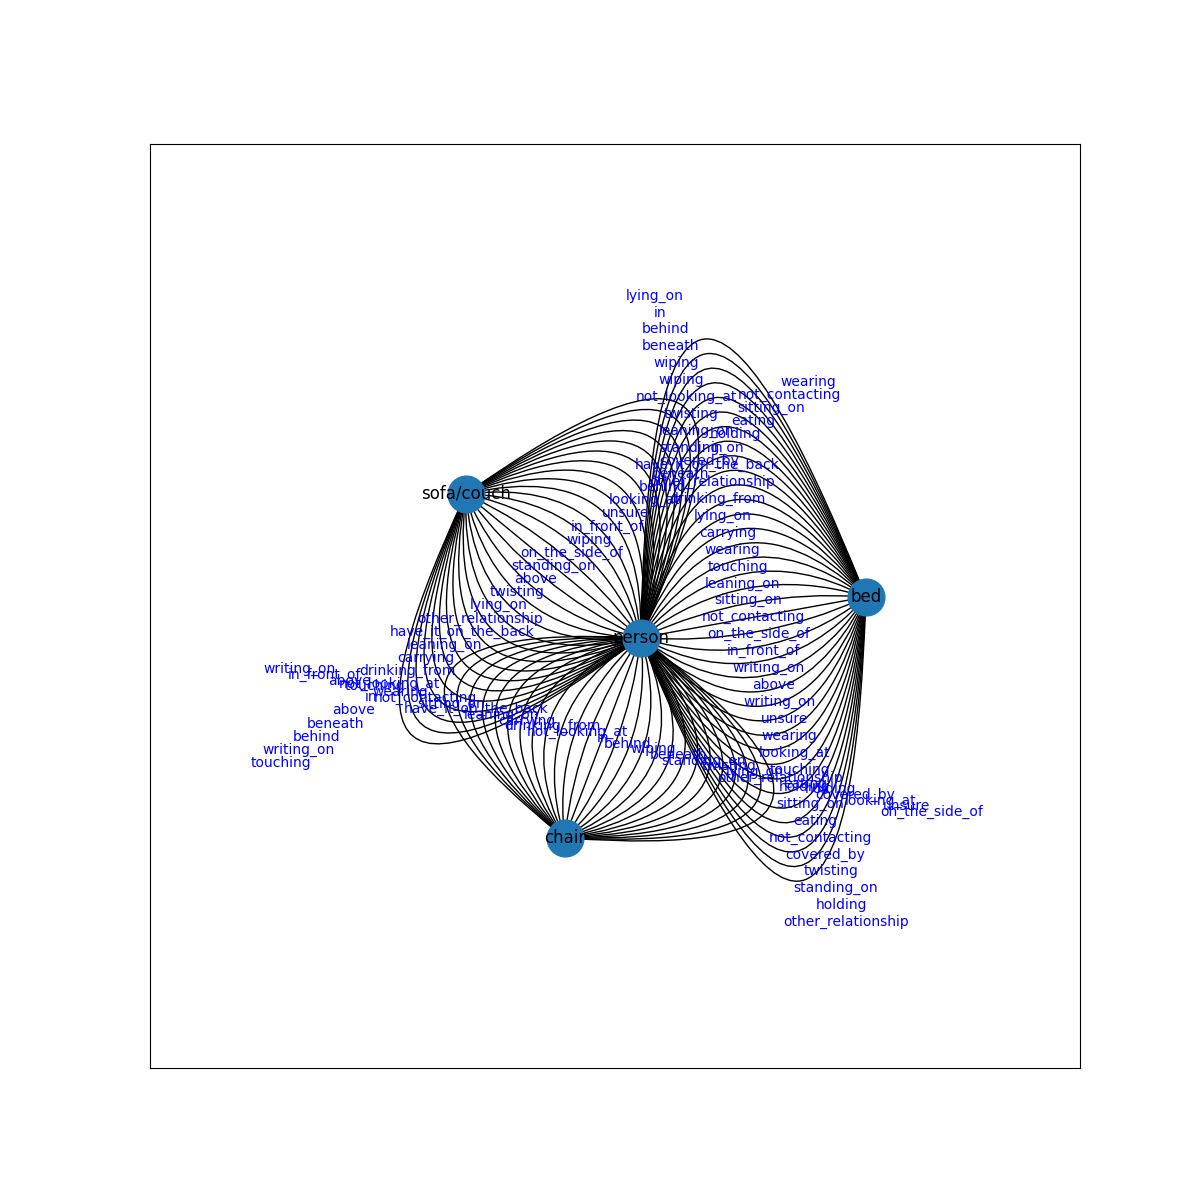 lying_on
in
behind
beneath
wiping
wiping
wearing
not_looking_at
not_contacting
sitting_on
twisting
eating
leaning_on
holding
standing_on
in
covered_by
have_it_on_the_back
beneath
other_relationship
behind
looking_at
drinking_from
sofa/couch
unsure
lying_on
in_front_of
carrying
wiping
wearing
on_the_side_of
standing_on
touching
above
leaning_on
twisting
bed
sitting_on
lying_on
not_contacting
other_relationship
have_it_on_the_back
on_the_side_of
person
leaning_on
in_front_of
carrying
writing_on
writing_on
drinking_from
in_front_of
above
above
not_looking_at
touching
wearing
in
not_contacting
sitting_on
writing_on
above
have_it_on_the_back
leaning_on
unsure
carrying
beneath
drinking_from
not_looking_at
behind
in
wearing
behind
writing_on
wiping
looking_at
beneath
touching
standing_on
touching
other_relationship
holding
covered_by
looking_at
sitting_on
unsure
on_the_side_of
eating
chair
not_contacting
covered_by
twisting
standing_on
holding
other_relationship